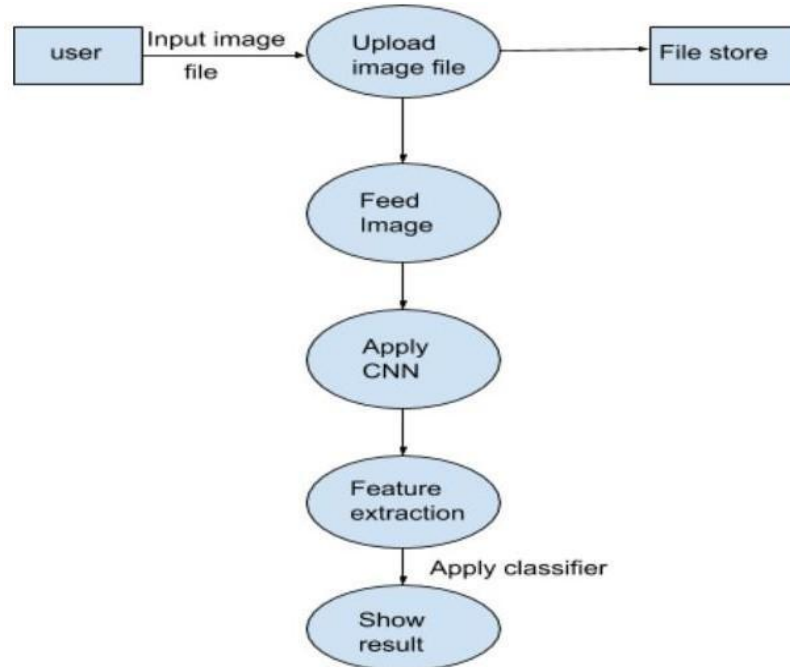 user
Input image
file
Upload
image file
File store
Feed
Image
Apply
CNN
Feature
extraction
Apply classifier
Show
result